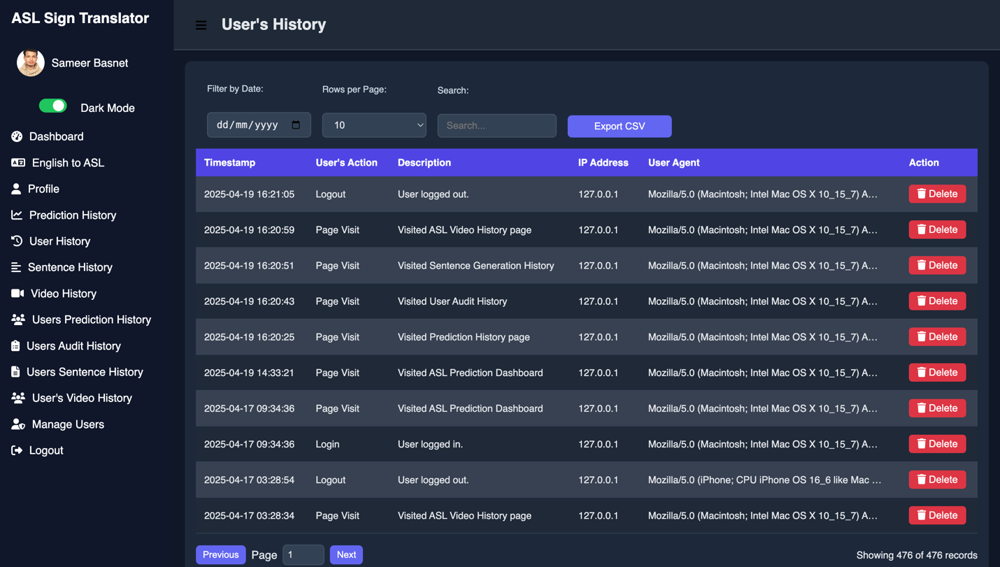 ASL Sign Translator
Sameer Basnet
Dark Mode
Dashboard
English to ASL
Profile
Prediction History
User History
Sentence History
Video History
Users Prediction History
Users Audit History
Users Sentence History
User's Video History
Manage Users
Logout
User's History
Filter by Date: Rows per Page: Search:
dd/mm/yyyy 10 Search... Export CSV
Timestamp User's Action Description IP Address User Agent Action
2025-04-19 16:21:05 Logout User logged out. 127.0.0.1 Mozilla/5.0 (Macintosh; Intel Mac OS X 10_15_7) A... Delete
2025-04-19 16:20:59 Page Visit Visited ASL Video History page 127.0.0.1 Mozilla/5.0 (Macintosh; Intel Mac OS X 10_15_7) A... Delete
2025-04-19 16:20:51 Page Visit Visited Sentence Generation History 127.0.0.1 Mozilla/5.0 (Macintosh; Intel Mac OS X 10_15_7) A... Delete
2025-04-19 16:20:43 Page Visit Visited User Audit History 127.0.0.1 Mozilla/5.0 (Macintosh; Intel Mac OS X 10_15_7) A... Delete
2025-04-19 16:20:25 Page Visit Visited Prediction History page 127.0.0.1 Mozilla/5.0 (Macintosh; Intel Mac OS X 10_15_7) A... Delete
2025-04-19 14:33:21 Page Visit Visited ASL Prediction Dashboard 127.0.0.1 Mozilla/5.0 (Macintosh; Intel Mac OS X 10_15_7) A... Delete
2025-04-17 09:34:36 Page Visit Visited ASL Prediction Dashboard 127.0.0.1 Mozilla/5.0 (Macintosh; Intel Mac OS X 10_15_7) A... Delete
2025-04-17 09:34:36 Login User logged in. 127.0.0.1 Mozilla/5.0 (Macintosh; Intel Mac OS X 10_15_7) A... Delete
2025-04-17 03:28:54 Logout User logged out. 127.0.0.1 Mozilla/5.0 (iPhone; CPU iPhone OS 16_6 like Mac ... Delete
2025-04-17 03:28:34 Page Visit Visited ASL Video History page 127.0.0.1 Mozilla/5.0 (Macintosh; Intel Mac OS X 10_15_7) A... Delete
Previous Page 1 Next Showing 476 of 476 records